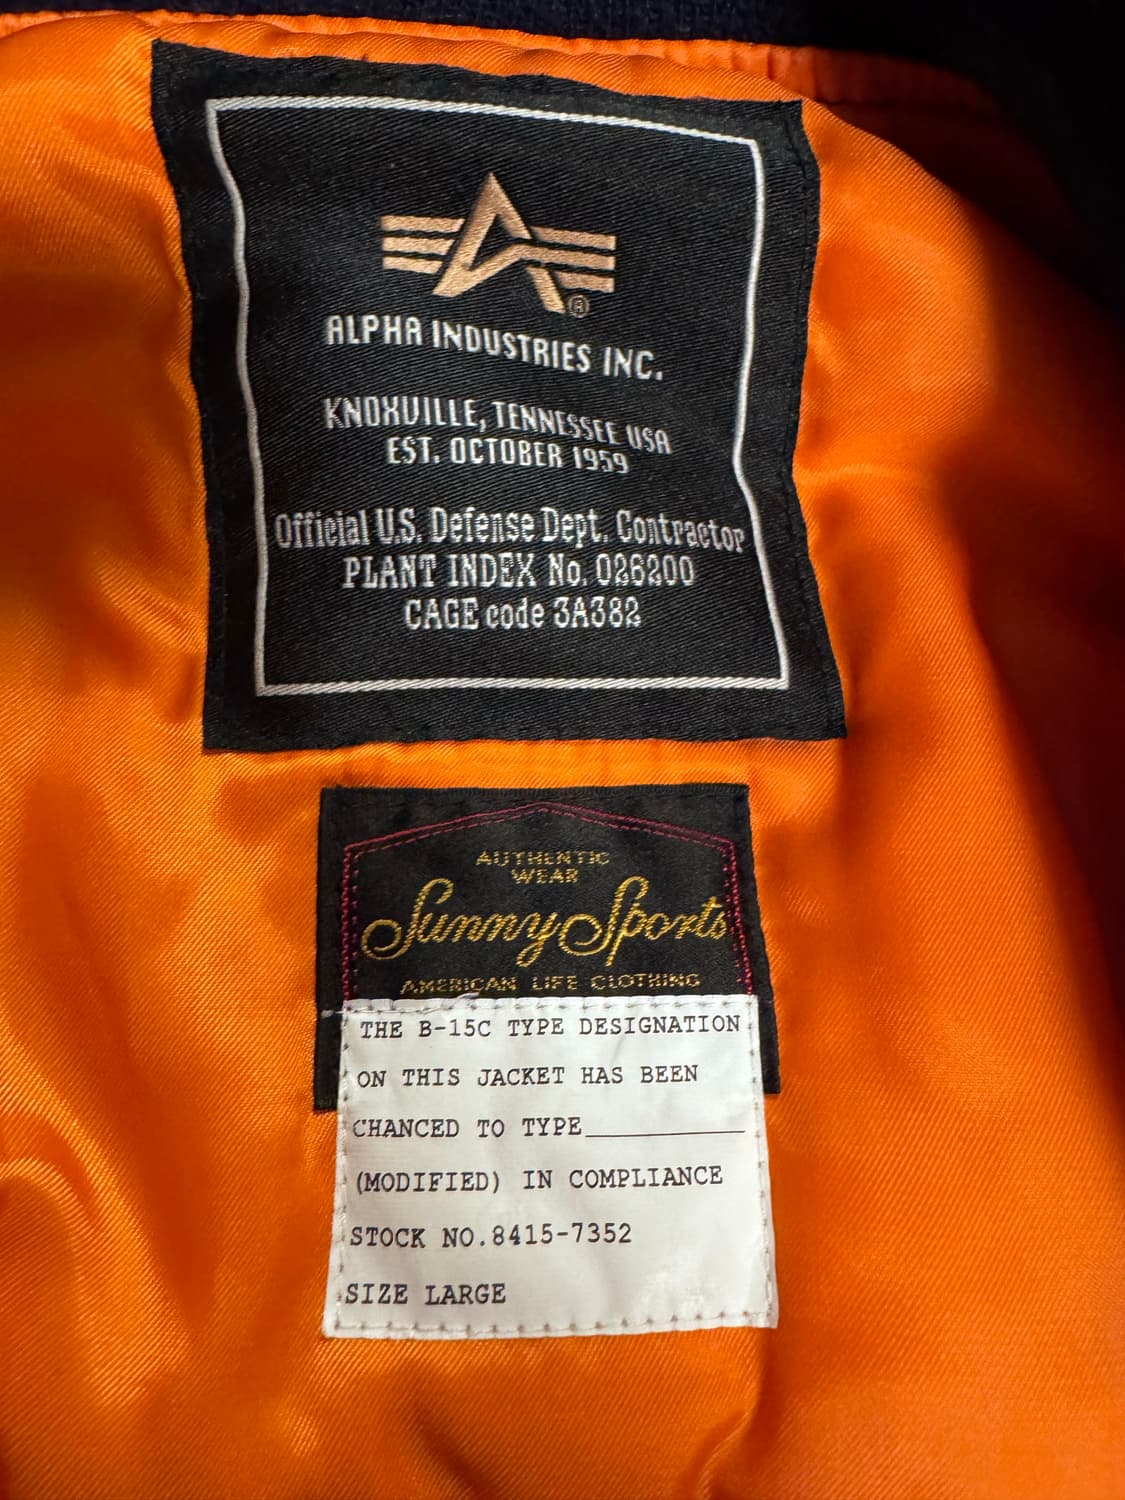 ®
ALPHA INDUSTRIES INC.
KNOXVILLE, TENNESSEE USA
EST. OCTOBER 1959
Official U.S. Defense Dept. Contractor
PLANT INDEX No. 026200
CAGE code 3A382
AUTHENTIC
WEAR
Sunny Sports
AMERICAN LIFE CLOTHING
THE B-15C TYPE DESIGNATION
ON THIS JACKET HAS BEEN
CHANCED TO TYPE__________
(MODIFIED) IN COMPLIANCE
STOCK NO.8415-7352
SIZE LARGE